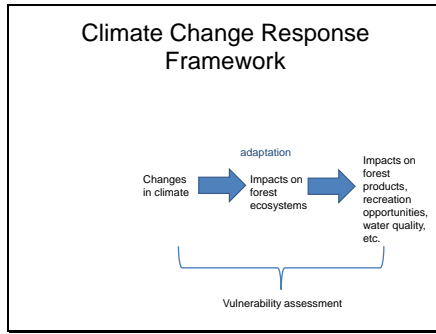 Climate Change Response
Framework
adaptation
Changes
in climate
Impacts on
forest
ecosystems
Impacts on
forest
products,
recreation
opportunities,
water quality,
etc.
Vulnerability assessment